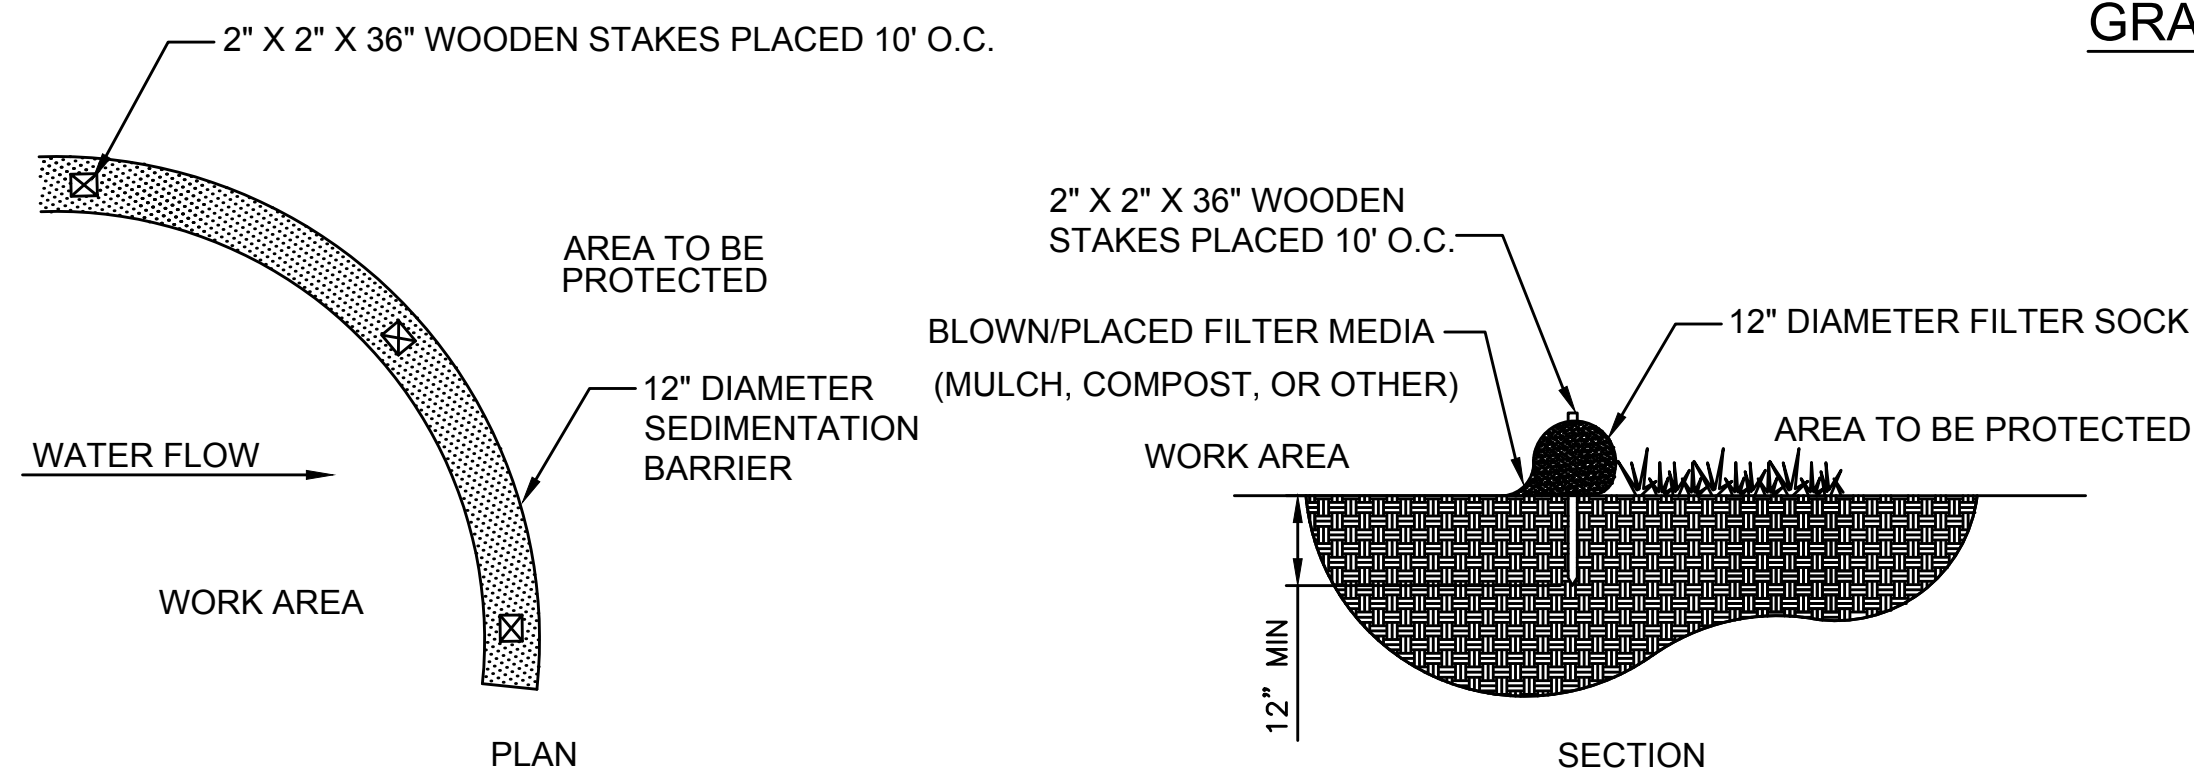 2" X 2" X 36" WOODEN STAKES PLACED 10' O.C.
AREA TO BE
PROTECTED
12" DIAMETER
SEDIMENTATION
BARRIER
WATER FLOW
WORK AREA
PLAN
GRA
2" X 2" X 36" WOODEN
STAKES PLACED 10' O.C.
BLOWN/PLACED FILTER MEDIA
(MULCH, COMPOST, OR OTHER)
12" DIAMETER FILTER SOCK
AREA TO BE PROTECTED
WORK AREA
12” MIN
SECTION